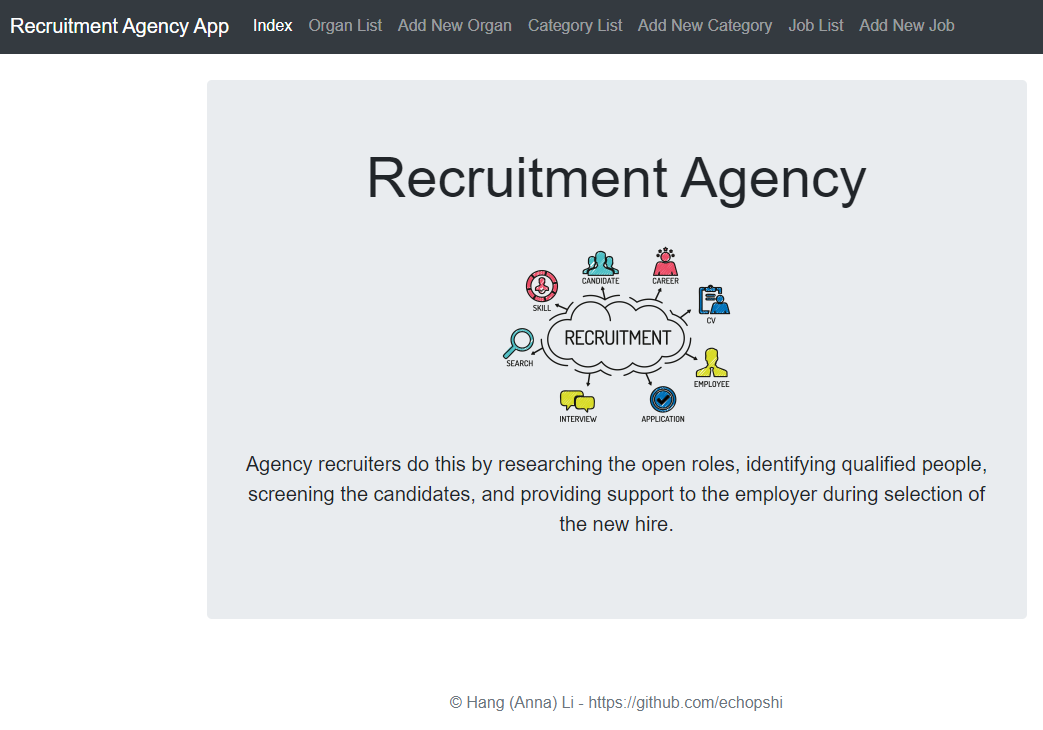 Recruitment Agency App Index Organ List Add New Organ Category List Add New Category Job List Add New Job
Recruitment Agency
CANDIDATE
CAREER
SKILL
CV
RECRUITMENT
SEARCH
EMPLOYEE
INTERVIEW
APPLICATION
Agency recruiters do this by researching the open roles, identifying qualified people,
screening the candidates, and providing support to the employer during selection of
the new hire.
© Hang (Anna) Li - https://github.com/echopshi